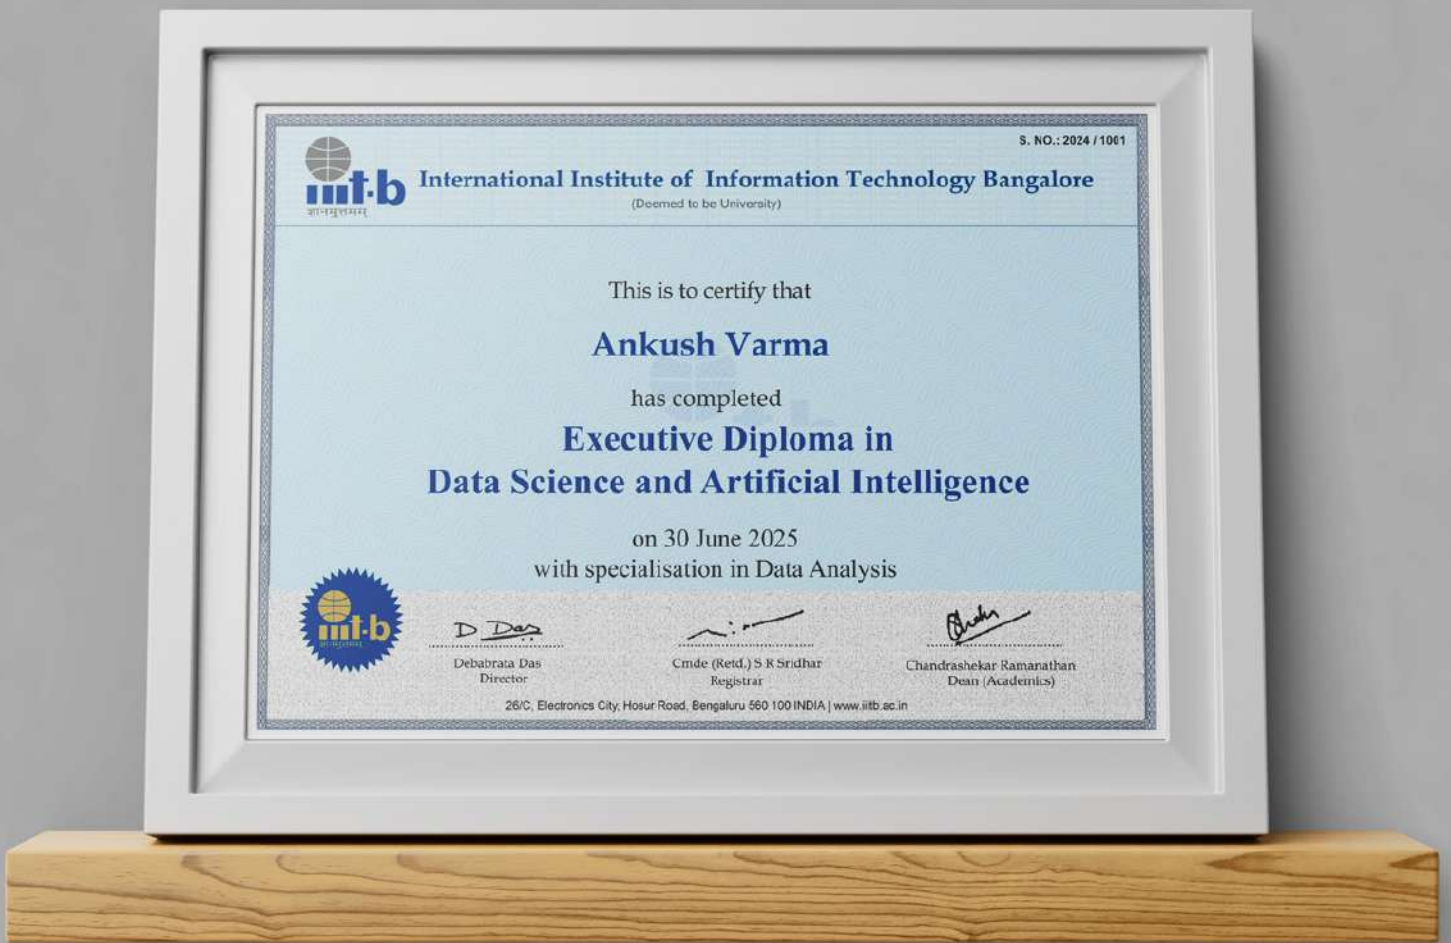 S. NO.: 2024 / 1001
iiit-b
ज्ञानमुत्तमम्
International Institute of Information Technology Bangalore
(Deemed to be University)
This is to certify that
Ankush Varma
has completed
Executive Diploma in
Data Science and Artificial Intelligence
on 30 June 2025
with specialisation in Data Analysis
iiit-b
D Das
Debabrata Das
Director
Cmde (Retd.) S R Sridhar
Registrar
Chandrashekar Ramanathan
Dean (Academics)
26/C, Electronics City, Hosur Road, Bengaluru 560 100 INDIA | www.iiitb.ac.in